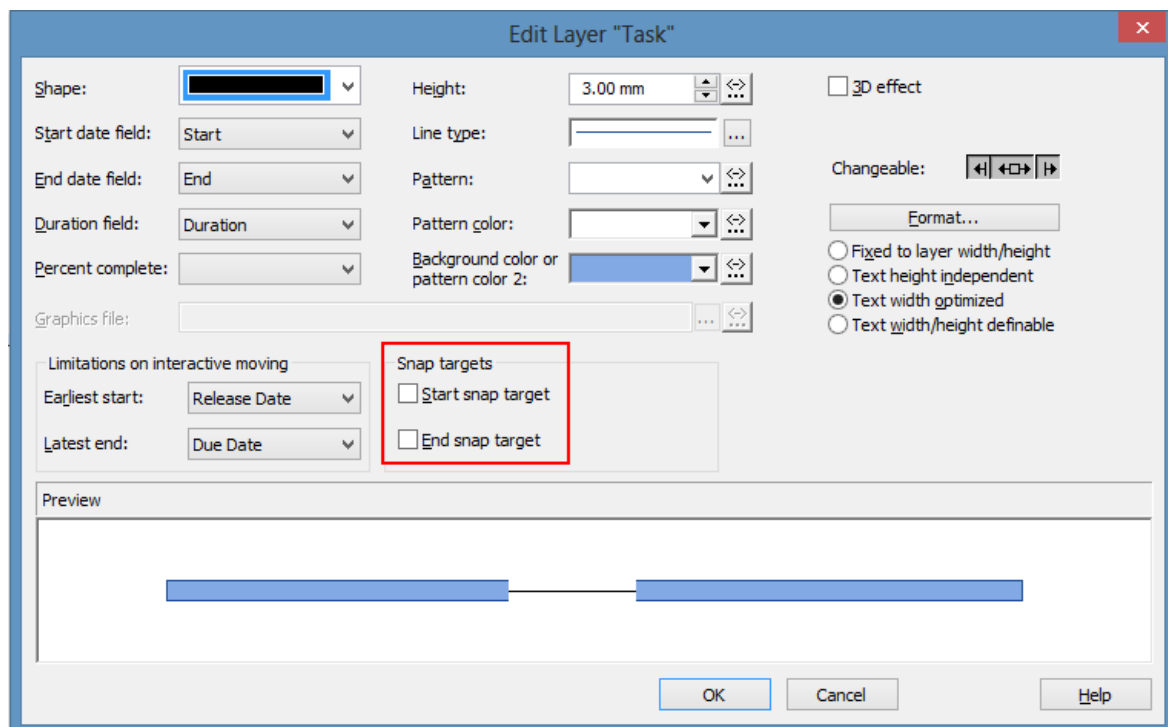 Edit Layer "Task"
Shape:
Height:
3.00 mm
3D effect
Start date field:
Start
Line type:
...
End date field:
End
Pattern:
Changeable:
Duration field:
Duration
Pattern color:
Format...
Percent complete:
Background color or
pattern color 2:
Fixed to layer width/height
Text height independent
Text width optimized
Text width/height definable
Graphics file:
...
Limitations on interactive moving
Earliest start:
Release Date
Latest end:
Due Date
Snap targets
Start snap target
End snap target
Preview
OK
Cancel
Help